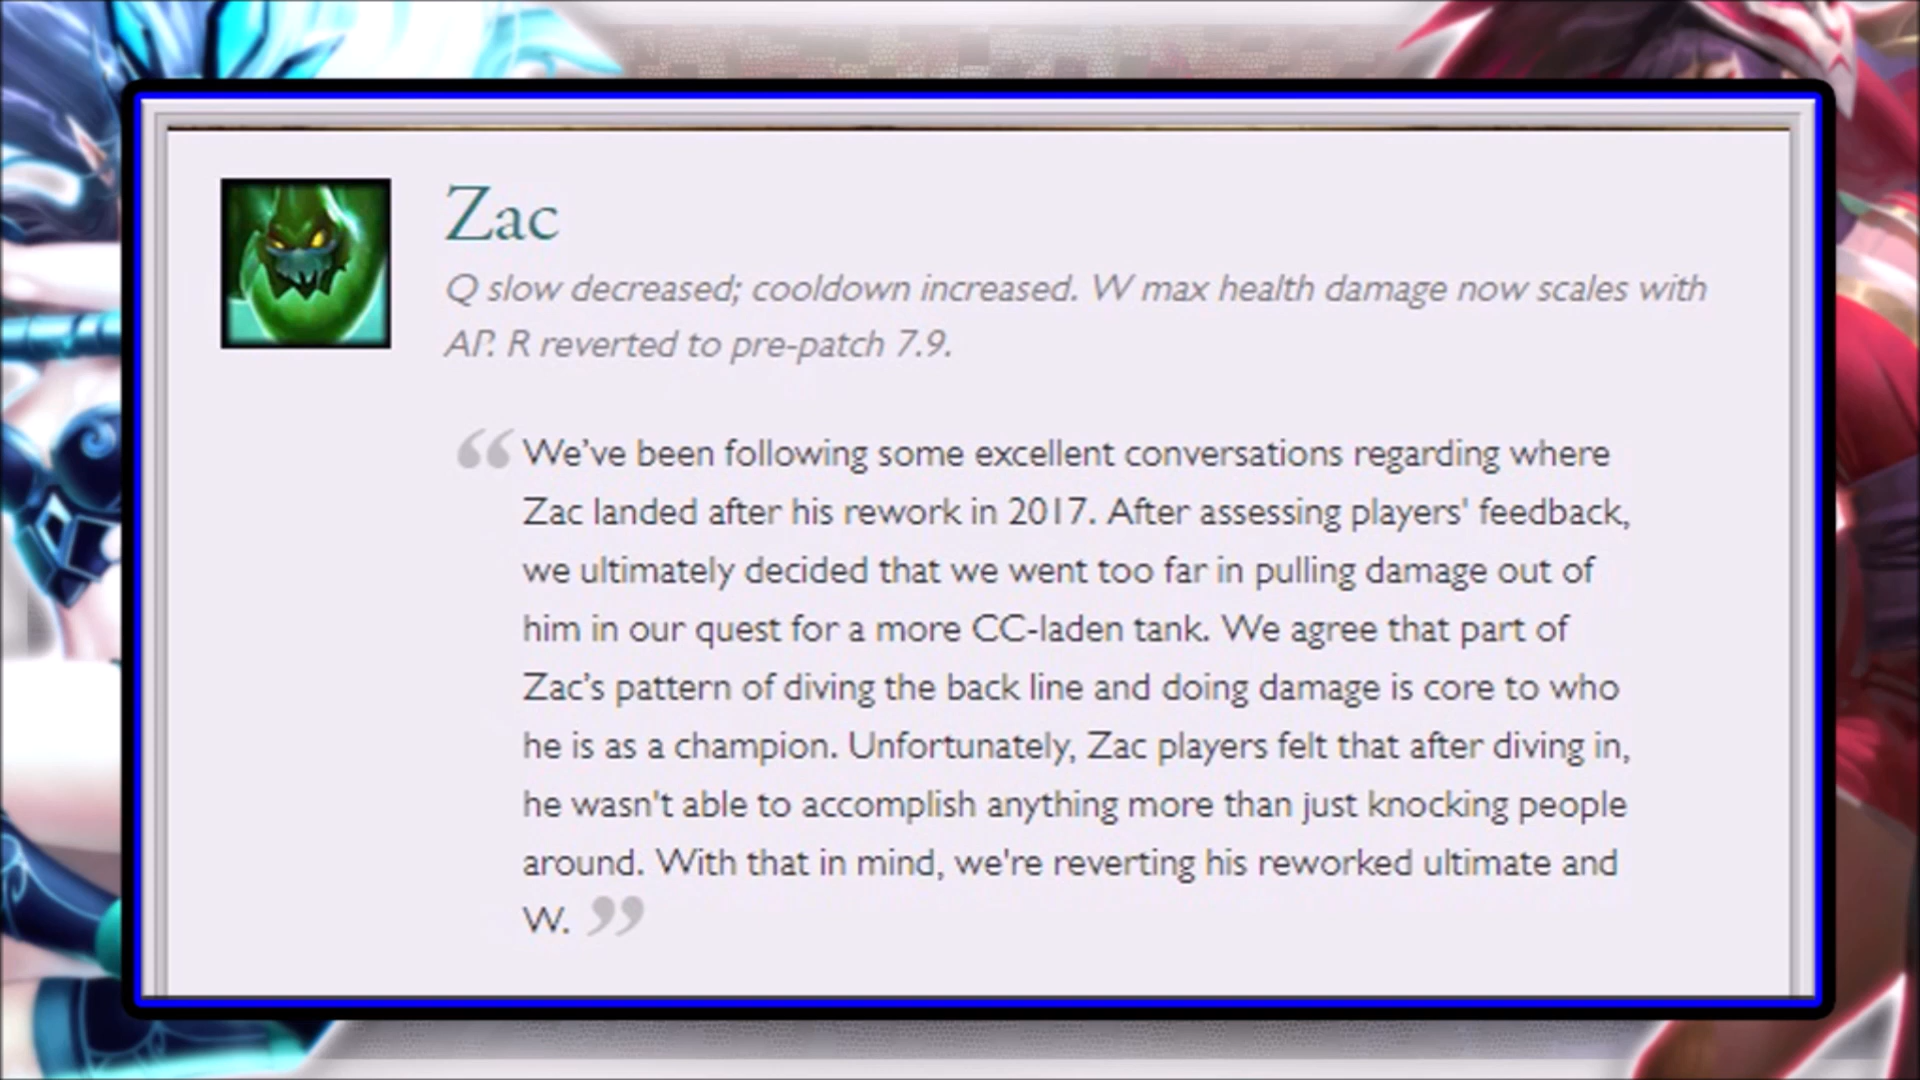 Zac
Q slow decreased; cooldown increased. W max health damage now scales with
AP. R reverted to pre-patch 7.9.
“ We’ve been following some excellent conversations regarding where
Zac landed after his rework in 2017. After assessing players' feedback,
we ultimately decided that we went too far in pulling damage out of
him in our quest for a more CC-laden tank. We agree that part of
Zac’s pattern of diving the back line and doing damage is core to who
he is as a champion. Unfortunately, Zac players felt that after diving in,
he wasn't able to accomplish anything more than just knocking people
around. With that in mind, we're reverting his reworked ultimate and
W. ”